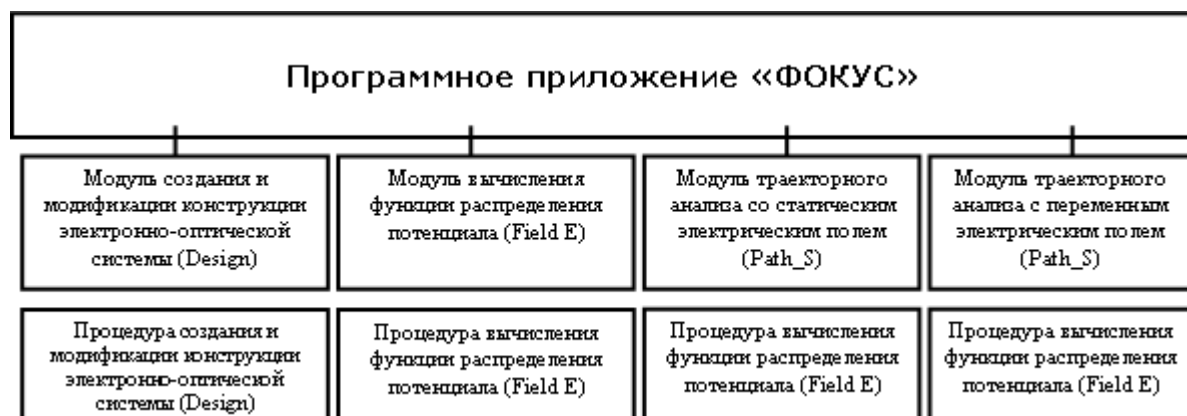 Программное приложение «ФОКУС»
Модуль создания и
модификации конструкции
электронно-оптической
системы (Design)
Модуль вычисления
функции распределения
потенциала (Field E)
Модуль траекторного
анализа со статическим
электрическим полем
(Path_S)
Модуль траекторного
анализа с переменным
электрическим полем
(Path_S)
Процедура создания и
модификации конструкции
электронно-оптической
системы (Design)
Процедура вычисления
функции распределения
потенциала (Field E)
Процедура вычисления
функции распределения
потенциала (Field E)
Процедура вычисления
функции распределения
потенциала (Field E)